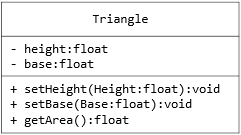 Triangle
- height:float
- base:float
+ setHeight(Height:float):void
+ setBase(Base:float):void
+ getArea():float